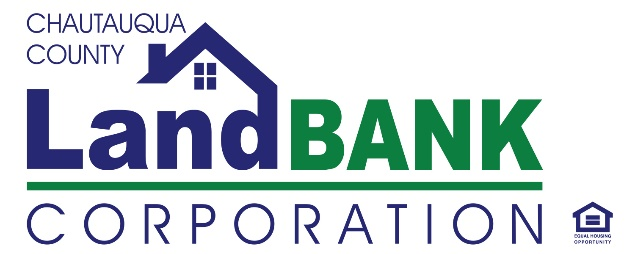 CHAUTAUQUA
COUNTY
LandBANK
CORPORATION
EQUAL HOUSING
OPPORTUNITY